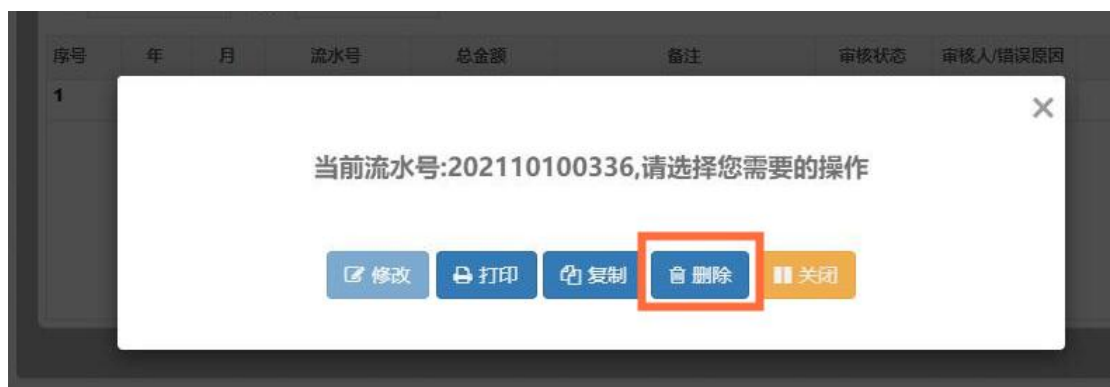 序号 年 月 流水号 总金额 备注 审核状态 审核人/错误原因
1
当前流水号:202110100336,请选择您需要的操作
修改 打印 复制 删除 关闭